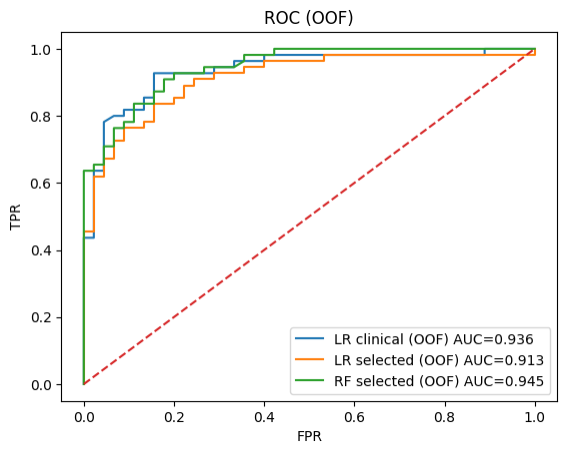 ROC (OOF)
TPR
1.0
0.8
0.6
0.4
0.2
0.0
LR clinical (OOF) AUC=0.936
LR selected (OOF) AUC=0.913
RF selected (OOF) AUC=0.945
0.0 0.2 0.4 0.6 0.8 1.0
FPR